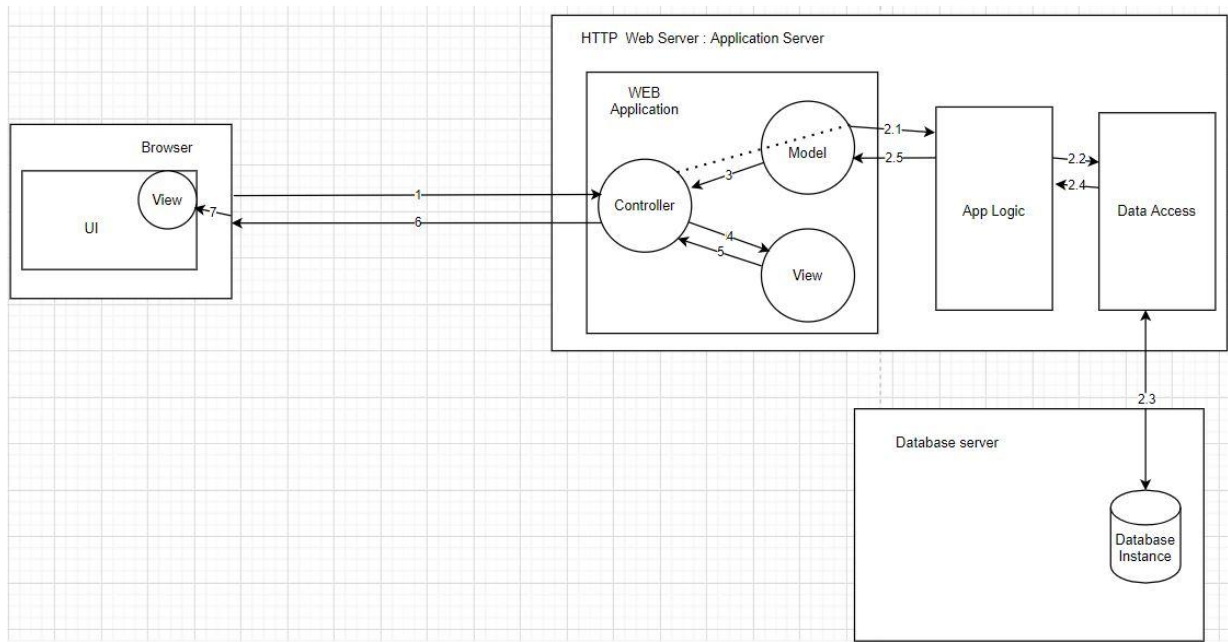 HTTP Web Server : Application Server
WEB
Application
Browser
View
UI
7
1
6
Controller
Model
3
4
5
View
2.1
2.5
App Logic
2.2
2.4
Data Access
2.3
Database server
Database
Instance